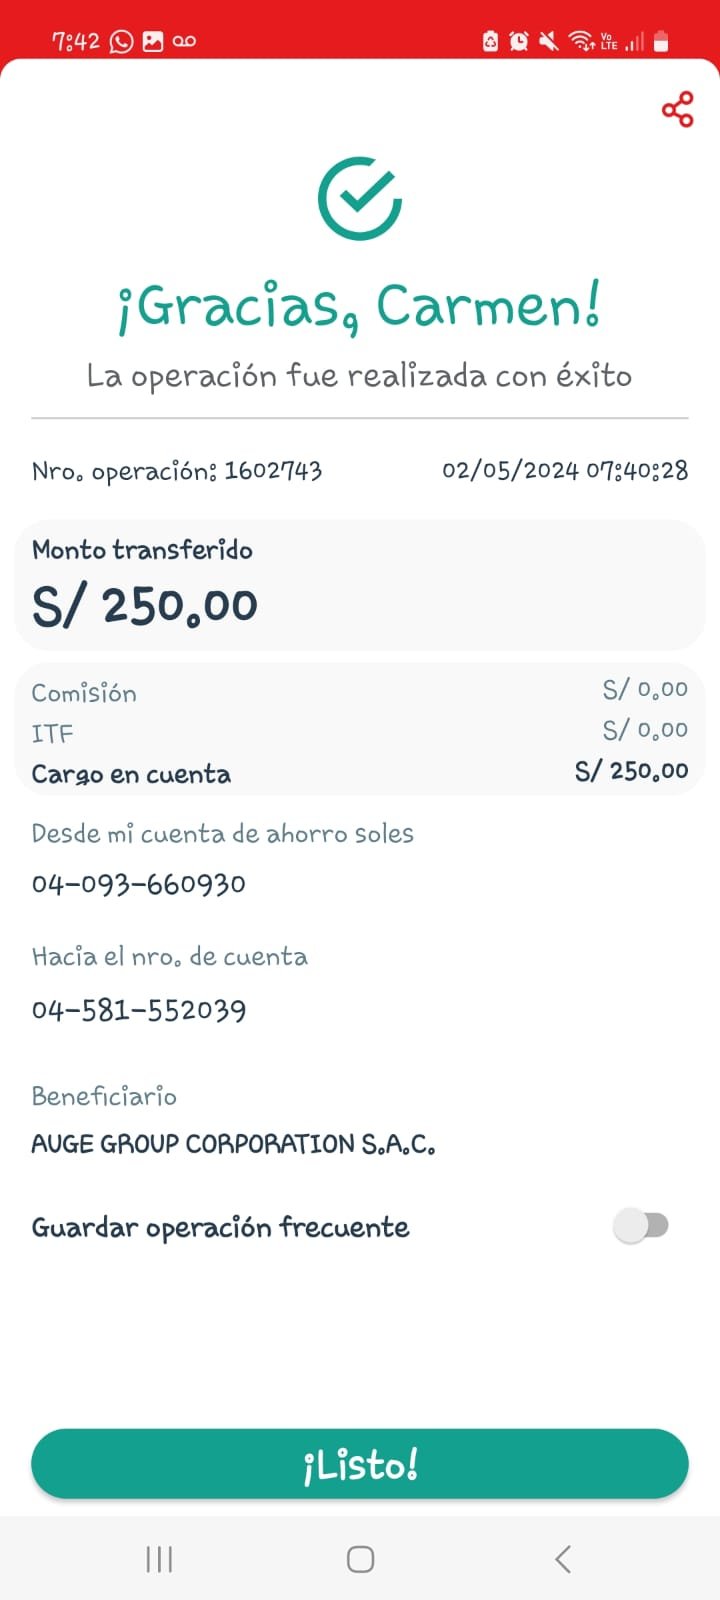 7:42
Vo
LTE
¡Gracias, Carmen!
La operación fue realizada con éxito
Nro. operación: 1602743 02/05/2024 07:40:28
Monto transferido
S/ 250.00
Comisión S/ 0.00
ITF S/ 0.00
Cargo en cuenta S/ 250.00
Desde mi cuenta de ahorro soles
04-093-660930
Hacia el nro. de cuenta
04-581-552039
Beneficiario
AUGE GROUP CORPORATION S.A.C.
Guardar operación frecuente
¡Listo!